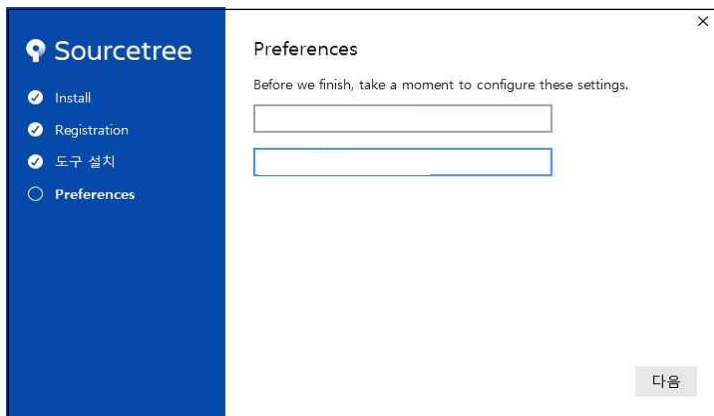 Sourcetree
Install
Registration
도구 설치
Preferences
Preferences
Before we finish, take a moment to configure these settings.
다음